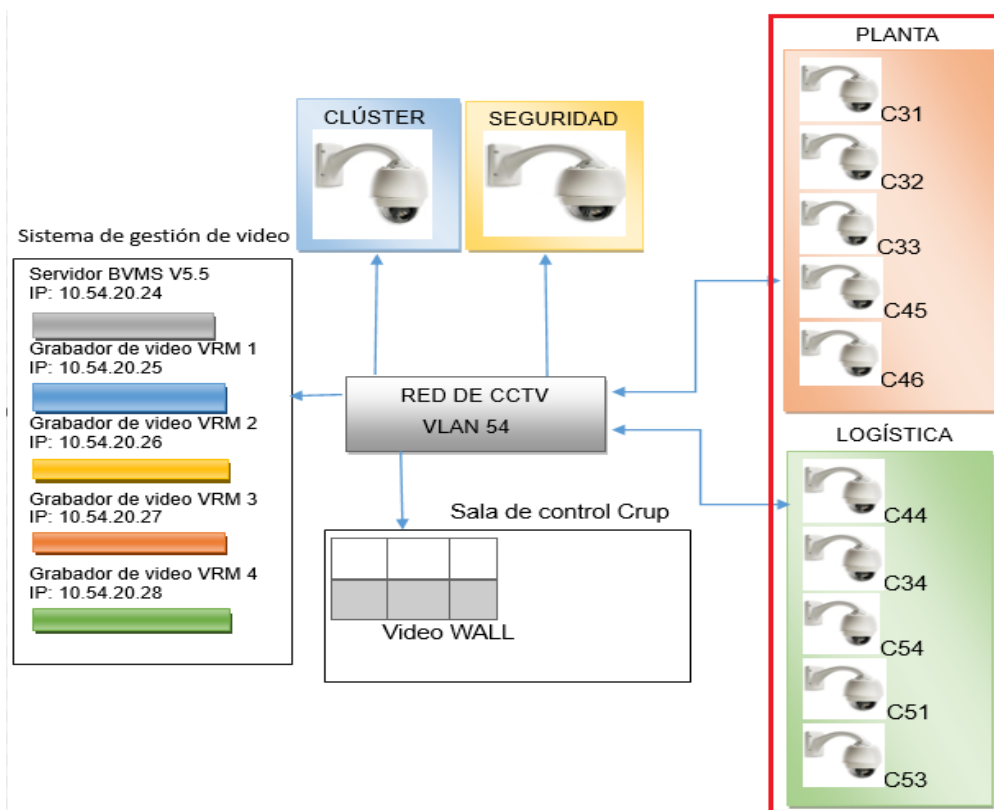 PLANTA
C31
C32
C33
C45
C46
CLÚSTER
SEGURIDAD
Sistema de gestión de video
Servidor BVMS V5.5
IP: 10.54.20.24
Grabador de video VRM 1
IP: 10.54.20.25
Grabador de video VRM 2
IP: 10.54.20.26
Grabador de video VRM 3
IP: 10.54.20.27
Grabador de video VRM 4
IP: 10.54.20.28
RED DE CCTV
VLAN 54
Sala de control Crup
Video WALL
LOGÍSTICA
C44
C34
C54
C51
C53